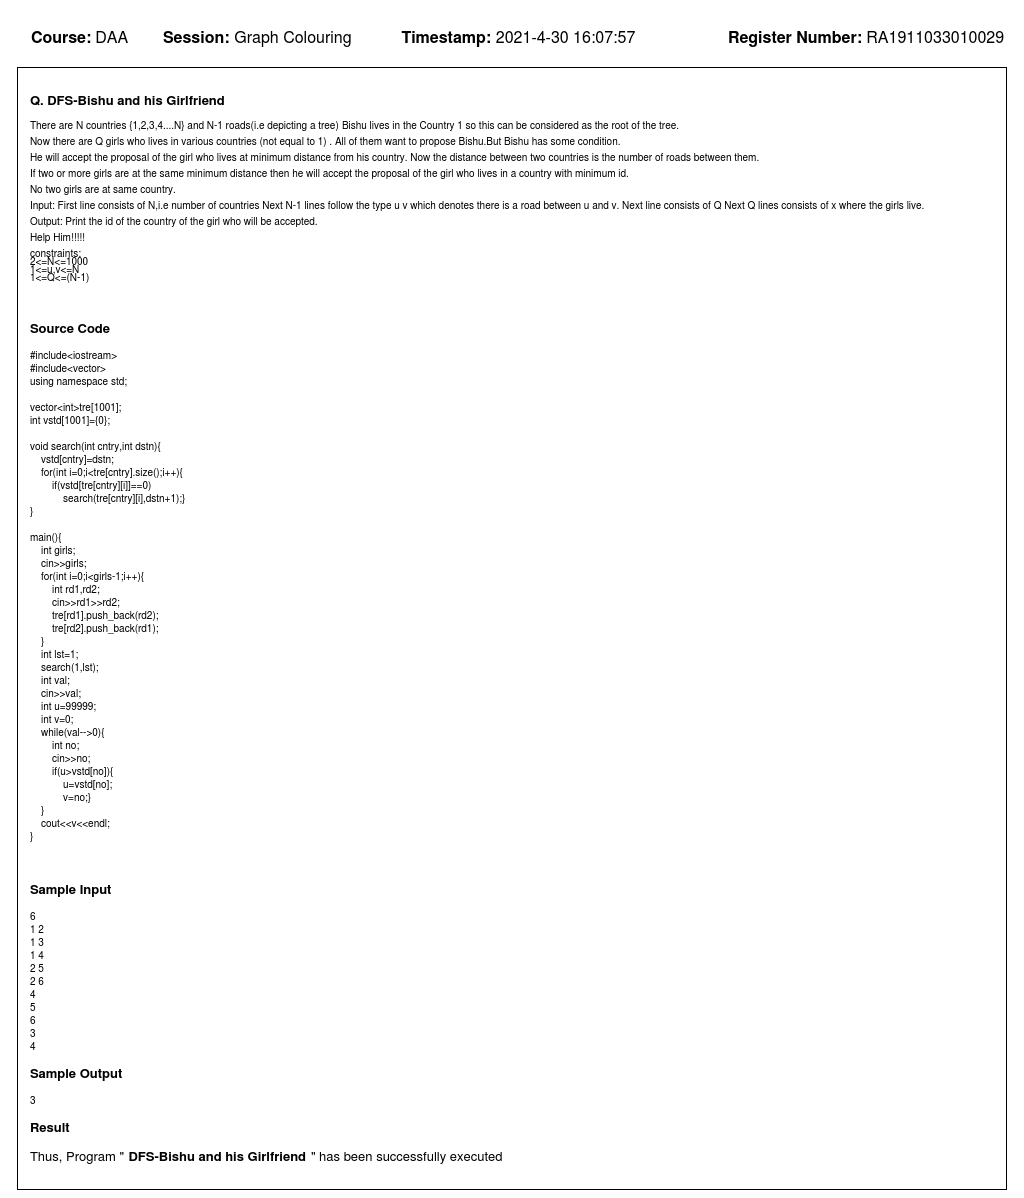 Course: DAA Session: Graph Colouring Timestamp: 2021-4-30 16:07:57 Register Number: RA1911033010029
Q. DFS-Bishu and his Girlfriend
There are N countries {1,2,3,4....N} and N-1 roads(i.e depicting a tree) Bishu lives in the Country 1 so this can be considered as the root of the tree.
Now there are Q girls who lives in various countries (not equal to 1) . All of them want to propose Bishu.But Bishu has some condition.
He will accept the proposal of the girl who lives at minimum distance from his country. Now the distance between two countries is the number of roads between them.
If two or more girls are at the same minimum distance then he will accept the proposal of the girl who lives in a country with minimum id.
No two girls are at same country.
Input: First line consists of N,i.e number of countries Next N-1 lines follow the type u v which denotes there is a road between u and v. Next line consists of Q Next Q lines consists of x where the girls live.
Output: Print the id of the country of the girl who will be accepted.
Help Him!!!!!
constraints:
2<=N<=1000
1<=u,v<=N
1<=Q<=(N-1)
Source Code
#include<iostream>
#include<vector>
using namespace std;
vector<int>tre[1001];
int vstd[1001]={0};
void search(int cntry,int dstn){
vstd[cntry]=dstn;
for(int i=0;i<tre[cntry].size();i++){
if(vstd[tre[cntry][i]]==0)
search(tre[cntry][i],dstn+1);}
}
main(){
int girls;
cin>>girls;
for(int i=0;i<girls-1;i++){
int rd1,rd2;
cin>>rd1>>rd2;
tre[rd1].push_back(rd2);
tre[rd2].push_back(rd1);
}
int lst=1;
search(1,lst);
int val;
cin>>val;
int u=99999;
int v=0;
while(val-->0){
int no;
cin>>no;
if(u>vstd[no]){
u=vstd[no];
v=no;}
}
cout<<v<<endl;
}
Sample Input
6
1 2
1 3
1 4
2 5
2 6
4
5
6
3
4
Sample Output
3
Result
Thus, Program " DFS-Bishu and his Girlfriend " has been successfully executed